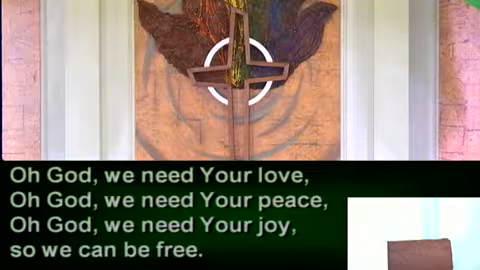 Oh God, we need Your love,
Oh God, we need Your peace,
Oh God, we need Your joy,
so we can be free.